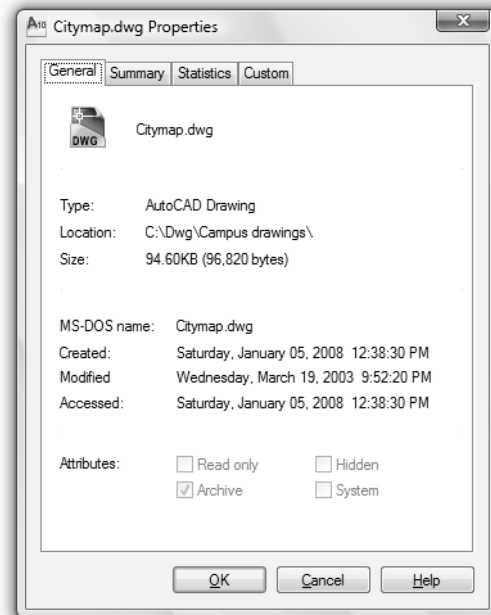 A10 Citymap.dwg Properties X
General Summary Statistics Custom
DWG Citymap.dwg
Type: AutoCAD Drawing
Location: C:\Dwg\Campus drawings\
Size: 94.60KB (96,820 bytes)
MS-DOS name: Citymap.dwg
Created: Saturday, January 05, 2008 12:38:30 PM
Modified Wednesday, March 19, 2003 9:52:20 PM
Accessed: Saturday, January 05, 2008 12:38:30 PM
Attributes: Read only Hidden
Archive System
OK Cancel Help